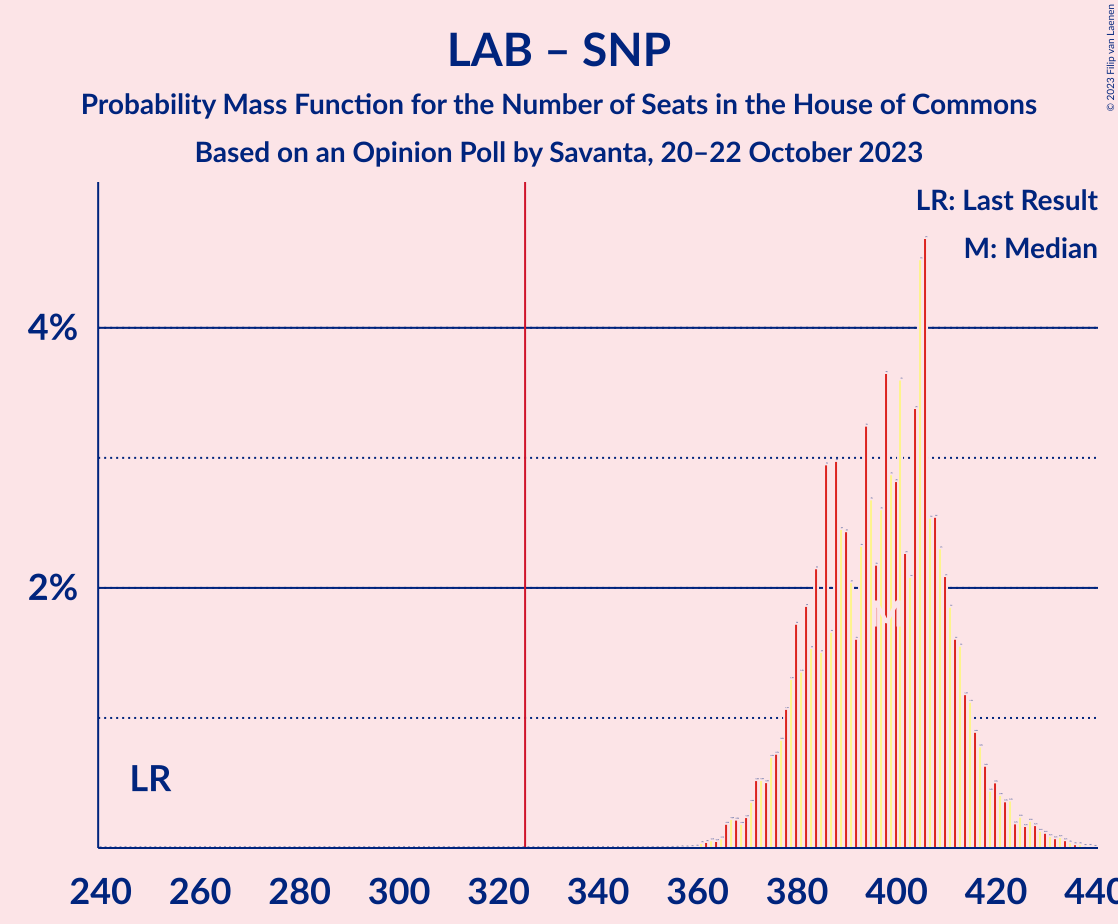 LAB – SNP
Probability Mass Function for the Number of Seats in the House of Commons
Based on an Opinion Poll by Savanta, 20–22 October 2023
© 2023 Filip van Laenen
LR: Last Result
M: Median
4%
2%
LR
M
240 260 280 300 320 340 360 380 400 420 440